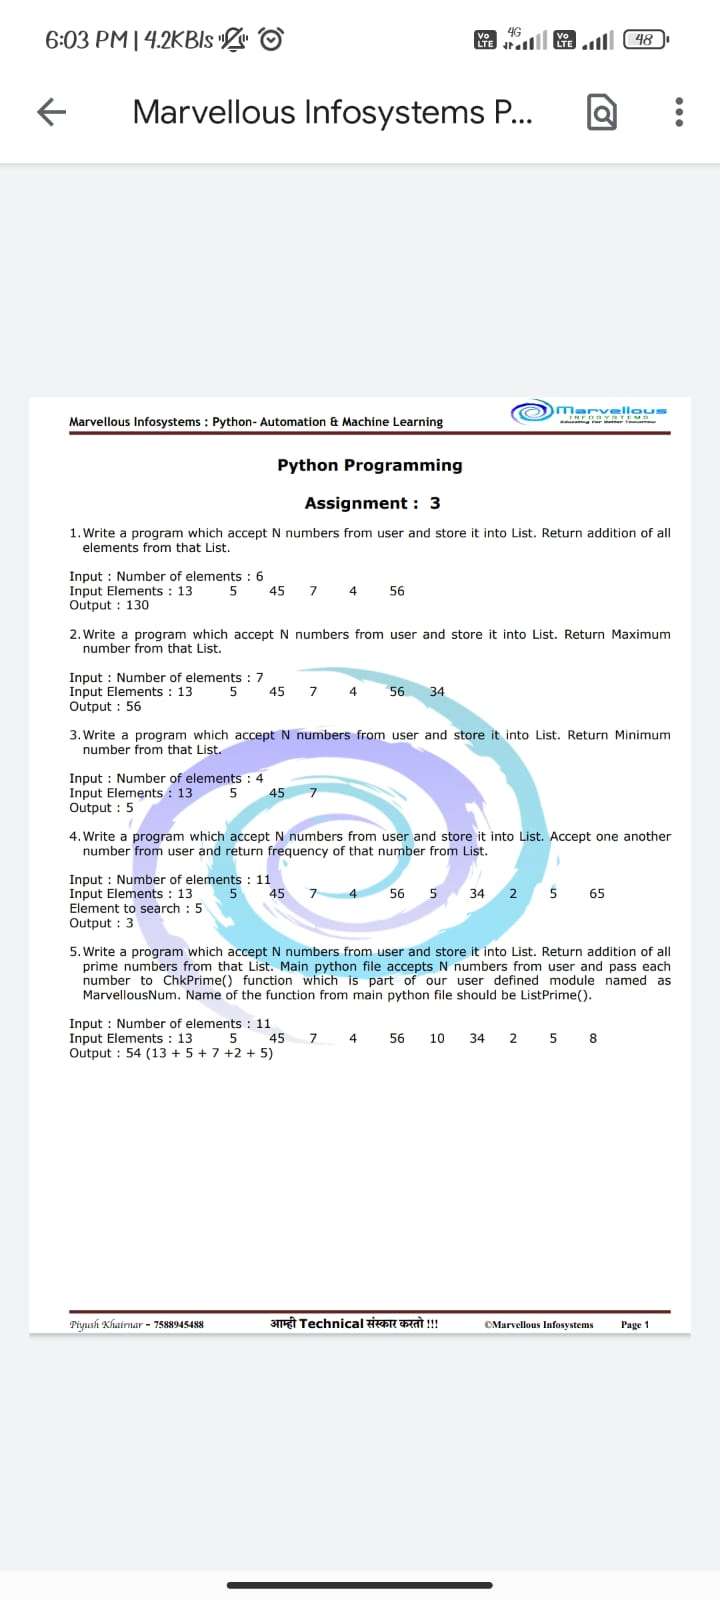 6:03 PM | 4.2KB/s
Vo LTE 4G Vo LTE 48
Marvellous Infosystems P...
Marvellous Infosystems : Python- Automation & Machine Learning
Marvellous
INFOSYSTEMS
Educating For Better Tomorrow
Python Programming
Assignment : 3
1. Write a program which accept N numbers from user and store it into List. Return addition of all
elements from that List.
Input : Number of elements : 6
Input Elements : 13 5 45 7 4 56
Output : 130
2. Write a program which accept N numbers from user and store it into List. Return Maximum
number from that List.
Input : Number of elements : 7
Input Elements : 13 5 45 7 4 56 34
Output : 56
3. Write a program which accept N numbers from user and store it into List. Return Minimum
number from that List.
Input : Number of elements : 4
Input Elements : 13 5 45 7
Output : 5
4. Write a program which accept N numbers from user and store it into List. Accept one another
number from user and return frequency of that number from List.
Input : Number of elements : 11
Input Elements : 13 5 45 7 4 56 5 34 2 5 65
Element to search : 5
Output : 3
5. Write a program which accept N numbers from user and store it into List. Return addition of all
prime numbers from that List. Main python file accepts N numbers from user and pass each
number to ChkPrime() function which is part of our user defined module named as
MarvellousNum. Name of the function from main python file should be ListPrime().
Input : Number of elements : 11
Input Elements : 13 5 45 7 4 56 10 34 2 5 8
Output : 54 (13 + 5 + 7 +2 + 5)
Piyush Khairnar - 7588945488 आम्ही Technical संस्कार करतो !!! ©Marvellous Infosystems Page 1